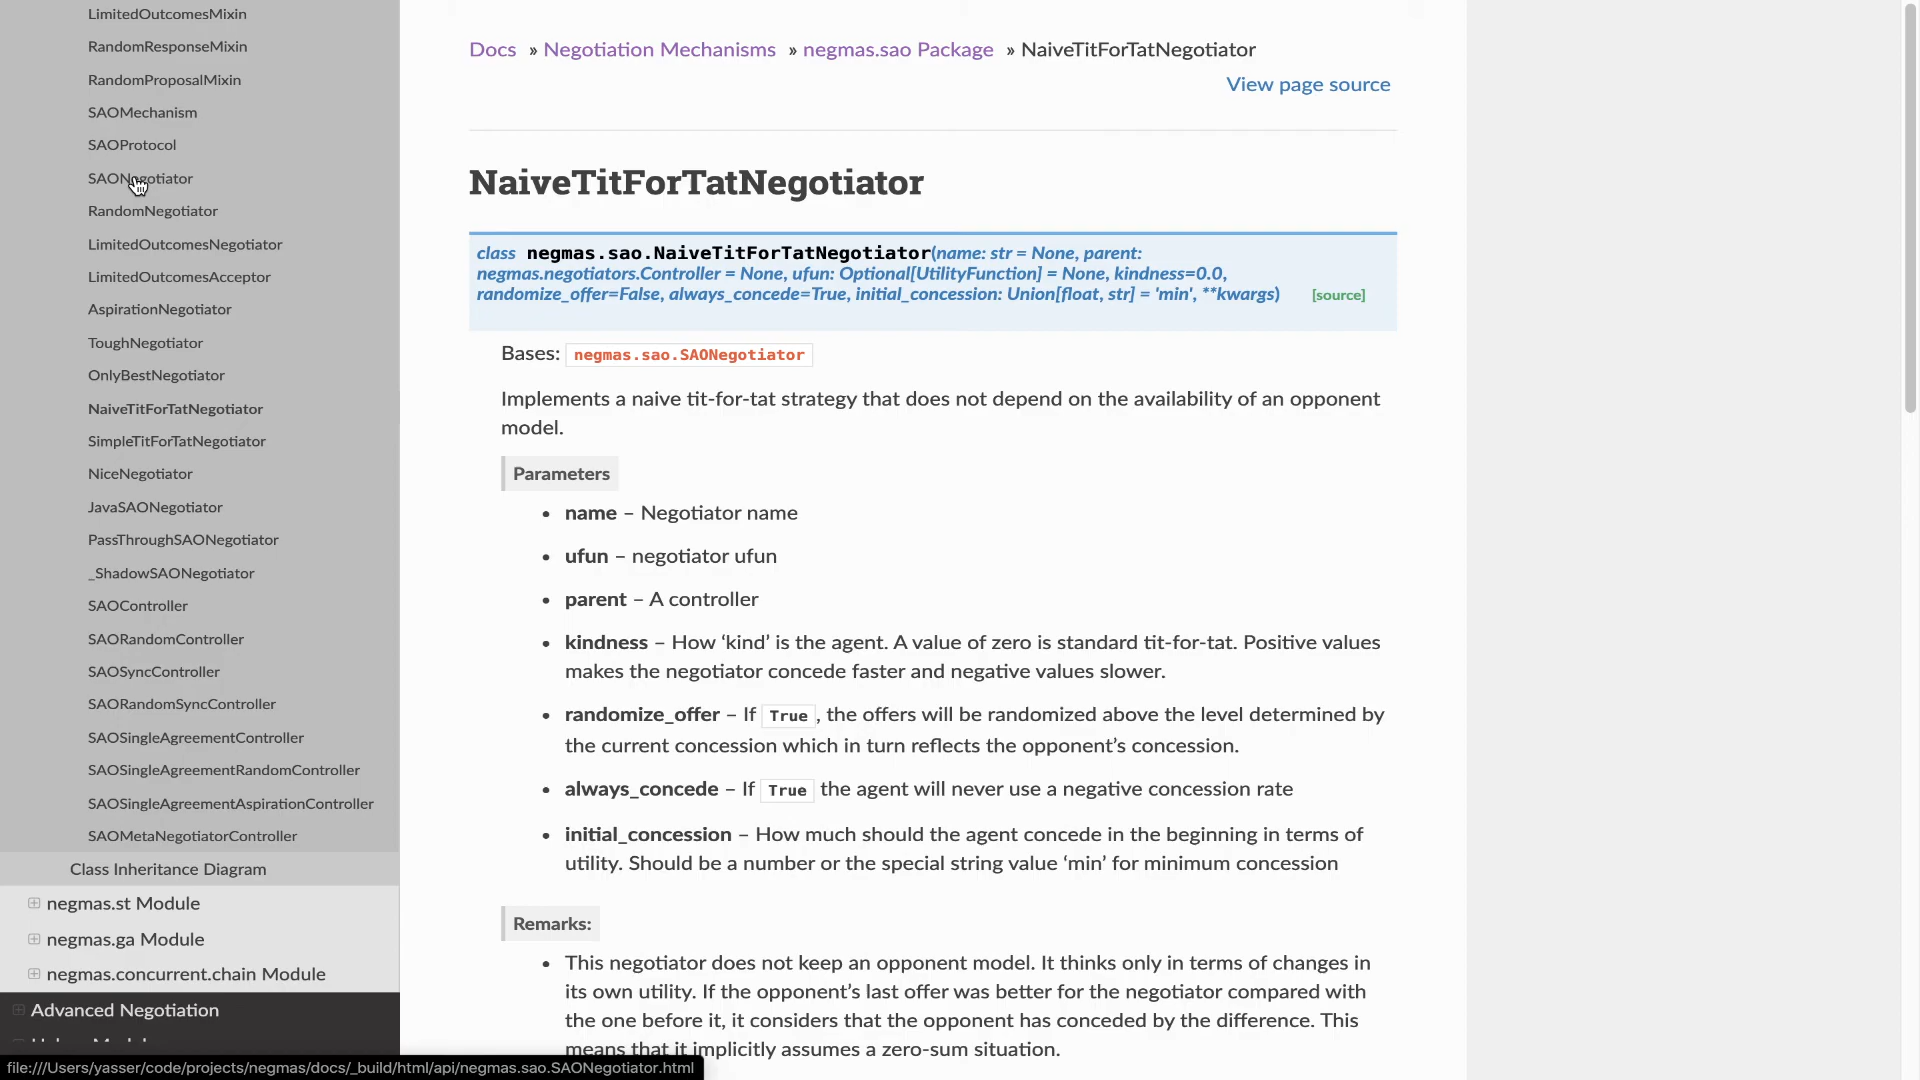 LimitedOutcomesMixin
RandomResponseMixin
RandomProposalMixin
SAOMechanism
SAOProtocol
SAONegotiator
RandomNegotiator
LimitedOutcomesNegotiator
LimitedOutcomesAcceptor
AspirationNegotiator
ToughNegotiator
OnlyBestNegotiator
NaiveTitForTatNegotiator
SimpleTitForTatNegotiator
NiceNegotiator
JavaSAONegotiator
PassThroughSAONegotiator
_ShadowSAONegotiator
SAOController
SAORandomController
SAOSyncController
SAORandomSyncController
SAOSingleAgreementController
SAOSingleAgreementRandomController
SAOSingleAgreementAspirationController
SAOMetaNegotiatorController
Class Inheritance Diagram
negmas.st Module
negmas.ga Module
negmas.concurrent.chain Module
Advanced Negotiation
Docs » Negotiation Mechanisms » negmas.sao Package » NaiveTitForTatNegotiator
View page source
NaiveTitForTatNegotiator
class negmas.sao.NaiveTitForTatNegotiator(name: str = None, parent:
negmas.negotiators.Controller = None, ufun: Optional[UtilityFunction] = None, kindness=0.0,
randomize_offer=False, always_concede=True, initial_concession: Union[float, str] = 'min', **kwargs) [source]
Bases: negmas.sao.SAONegotiator
Implements a naive tit-for-tat strategy that does not depend on the availability of an opponent
model.
Parameters
• name – Negotiator name
• ufun – negotiator ufun
• parent – A controller
• kindness – How ‘kind’ is the agent. A value of zero is standard tit-for-tat. Positive values
makes the negotiator concede faster and negative values slower.
• randomize_offer – If True, the offers will be randomized above the level determined by
the current concession which in turn reflects the opponent’s concession.
• always_concede – If True the agent will never use a negative concession rate
• initial_concession – How much should the agent concede in the beginning in terms of
utility. Should be a number or the special string value ‘min’ for minimum concession
Remarks:
• This negotiator does not keep an opponent model. It thinks only in terms of changes in
its own utility. If the opponent’s last offer was better for the negotiator compared with
the one before it, it considers that the opponent has conceded by the difference. This
means that it implicitly assumes a zero-sum situation.
file:///Users/yasser/code/projects/negmas/docs/_build/html/api/negmas.sao.SAONegotiator.html